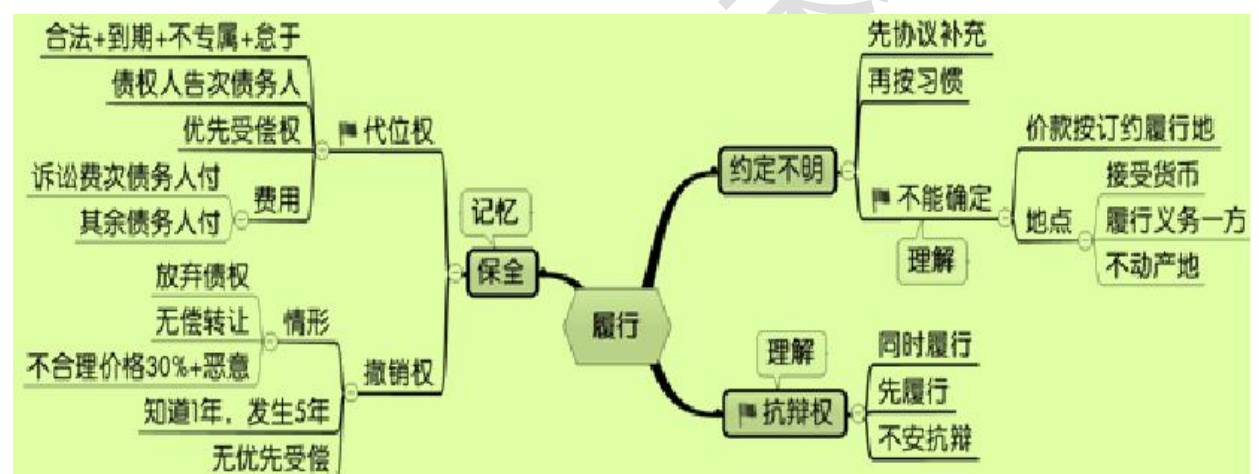 合法+到期+不专属+怠于
债权人告次债务人
优先受偿权
代位权
诉讼费次债务人付
其余债务人付
费用
记忆
保全
放弃债权
无偿转让
不合理价格30%+恶意
情形
撤销权
知道1年,发生5年
无优先受偿
履行
约定不明
先协议补充
再按习惯
不能确定
理解
价款按订约履行地
地点
接受货币
履行义务一方
不动产地
理解
抗辩权
同时履行
先履行
不安抗辩